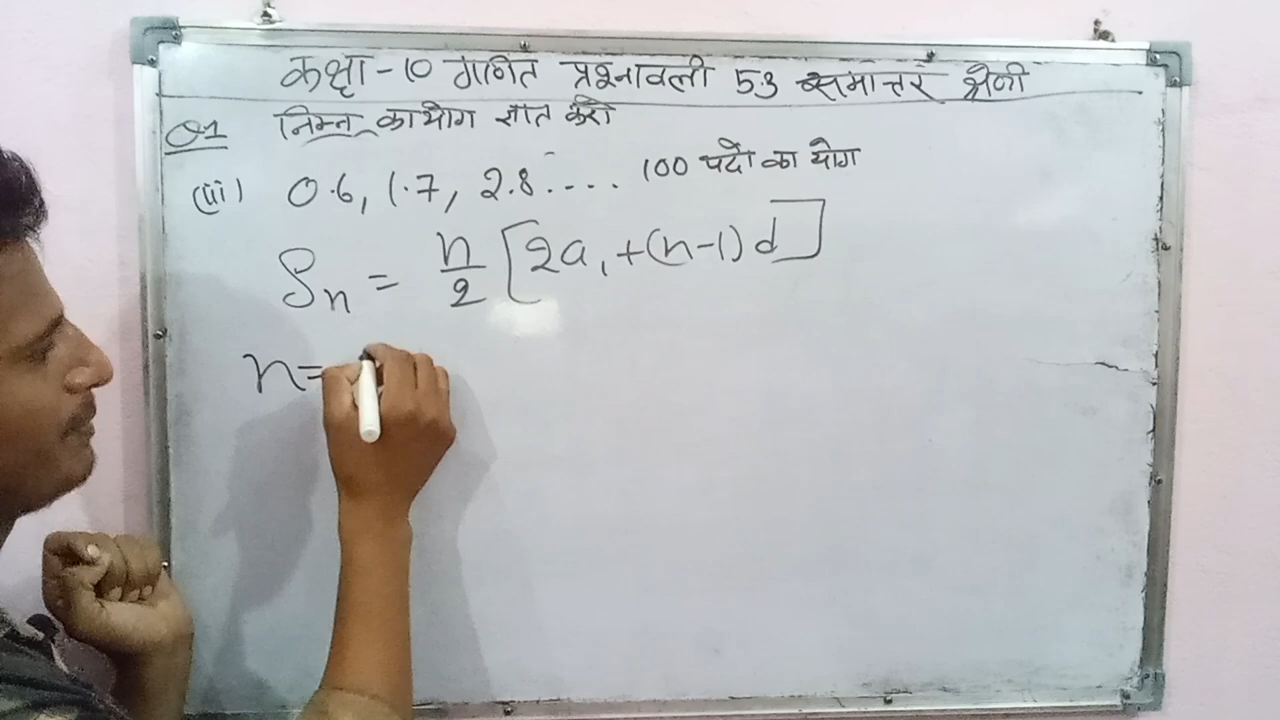 कक्षा - 10 गणित प्रश्नावली 5.3 समान्तर श्रेणी
Q1 निम्न का योग ज्ञात करो
(iii) 0.6, 1.7, 2.8 .... 100 पदो का योग
Sn = n/2 [2a₁ + (n-1) d]
n =